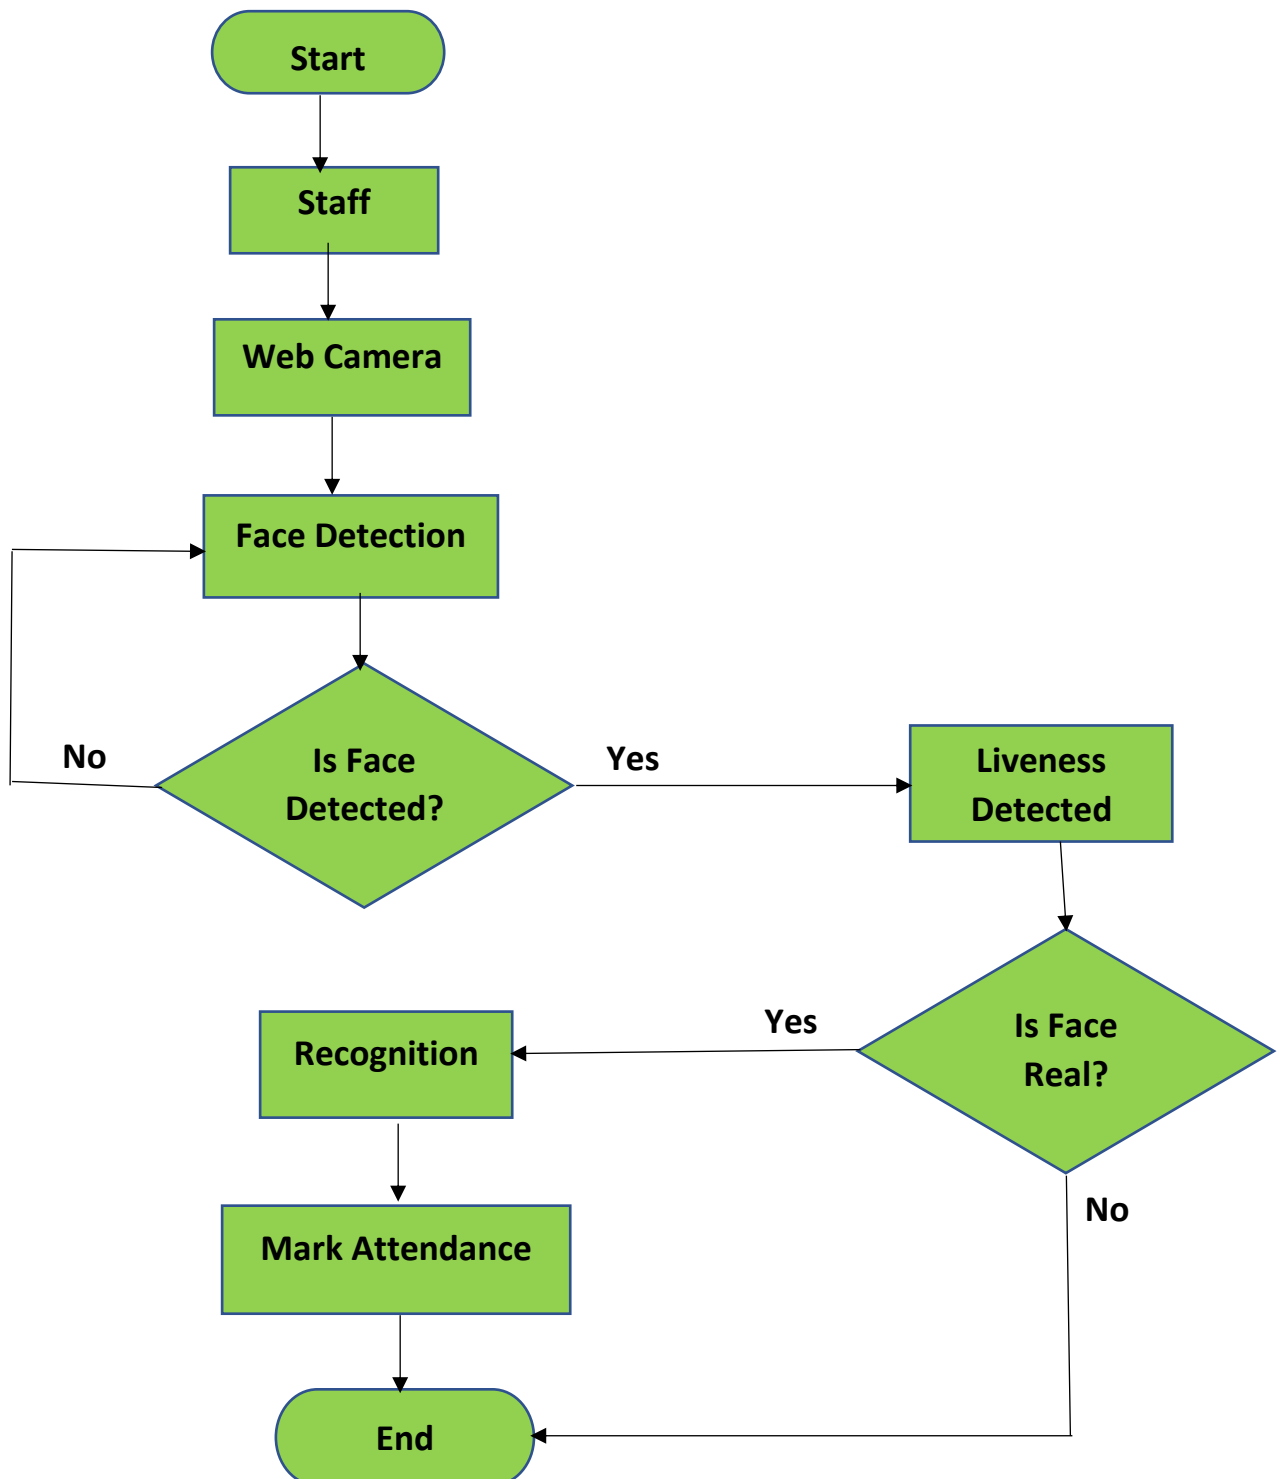 Start
Staff
Web Camera
Face Detection
No
Is Face
Detected?
Yes
Liveness
Detected
Is Face
Real?
Yes
Recognition
No
Mark Attendance
End